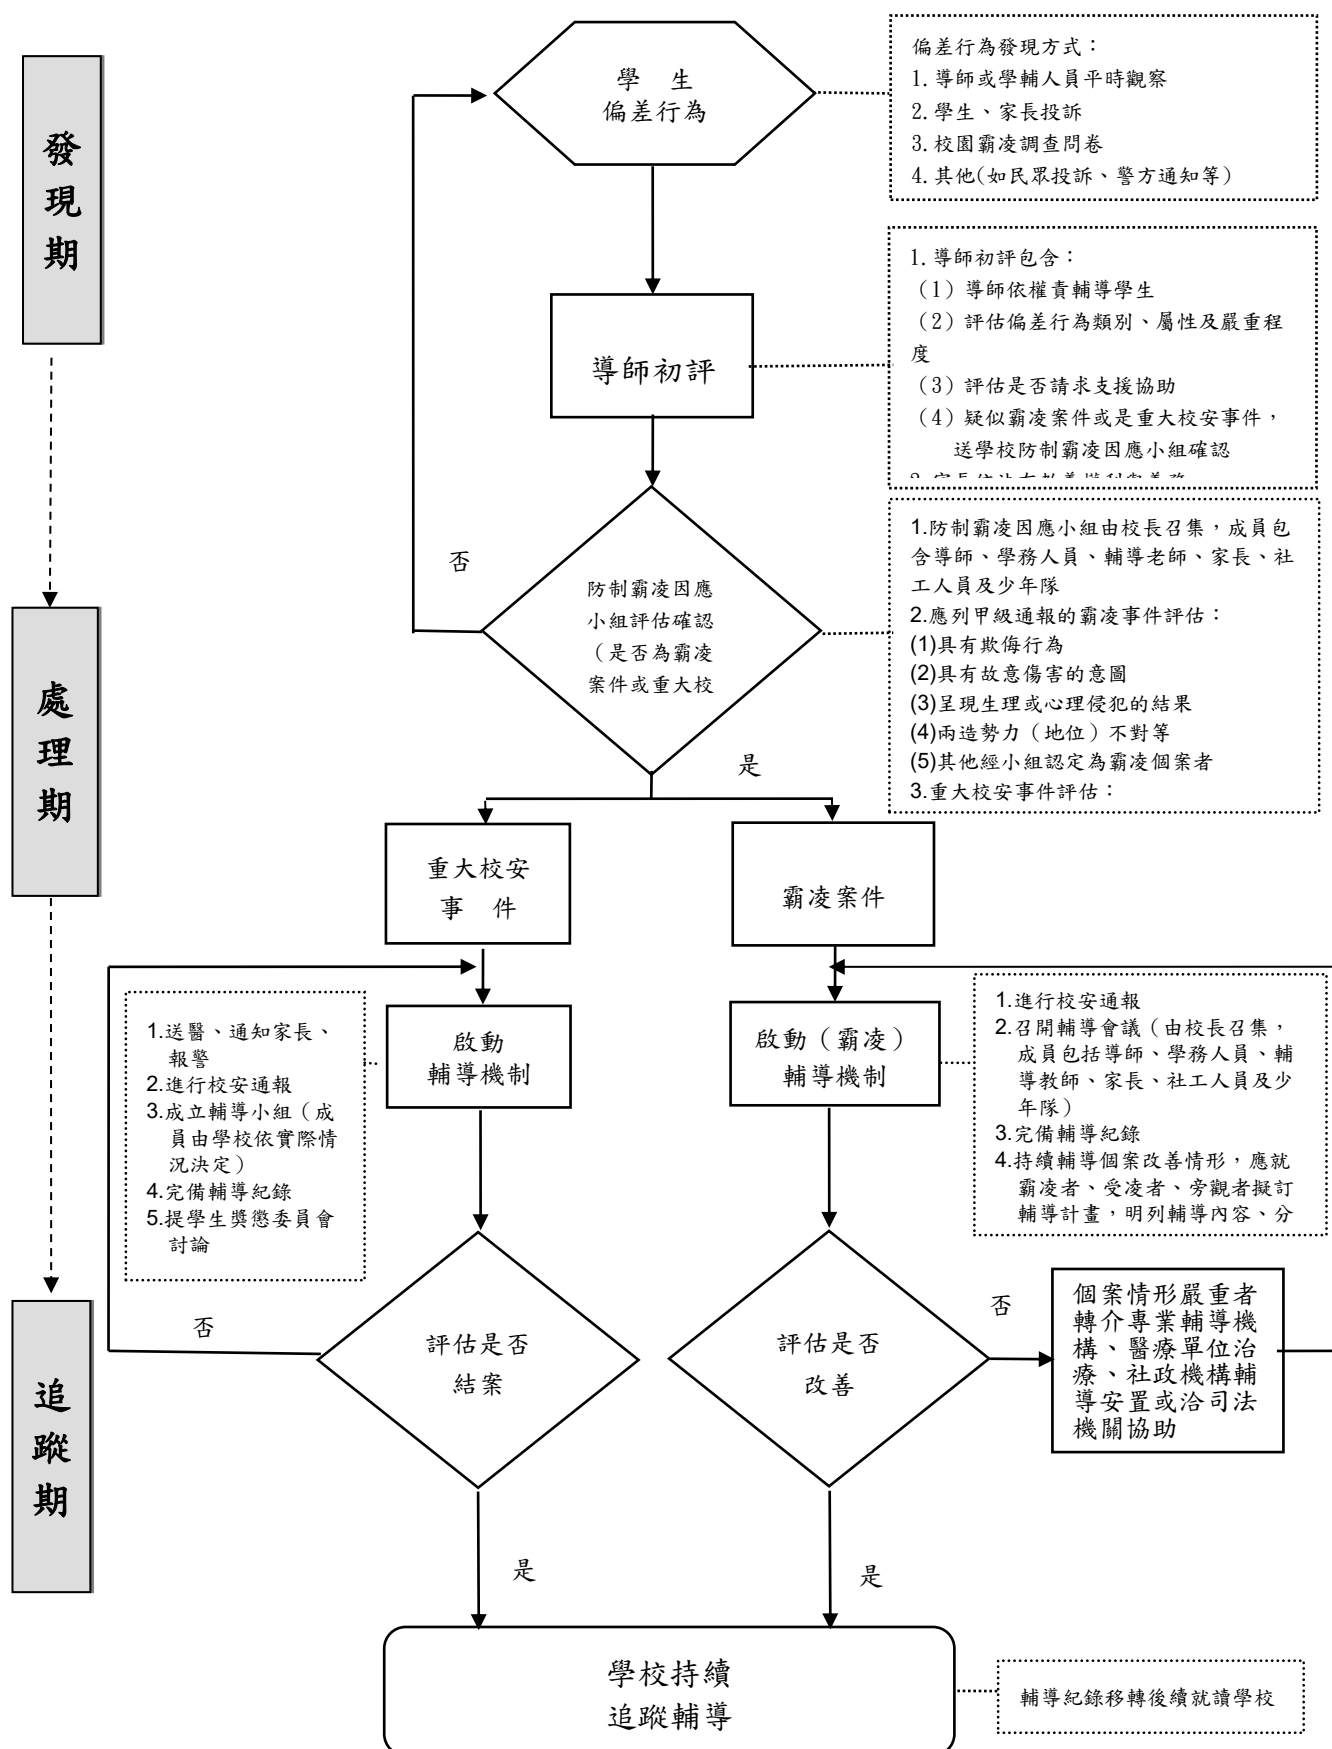 發現期
處理期
追蹤期
學 生
偏差行為
偏差行為發現方式：
1. 導師或學輔人員平時觀察
2. 學生、家長投訴
3. 校園霸凌調查問卷
4. 其他(如民眾投訴、警方通知等)
導師初評
1. 導師初評包含：
（1）導師依權責輔導學生
（2）評估偏差行為類別、屬性及嚴重程
度
（3）評估是否請求支援協助
（4）疑似霸凌案件或是重大校安事件，
送學校防制霸凌因應小組確認
否
防制霸凌因應
小組評估確認
（是否為霸凌
案件或重大校
是
1.防制霸凌因應小組由校長召集，成員包
含導師、學務人員、輔導老師、家長、社
工人員及少年隊
2.應列甲級通報的霸凌事件評估：
(1)具有欺侮行為
(2)具有故意傷害的意圖
(3)呈現生理或心理侵犯的結果
(4)兩造勢力（地位）不對等
(5)其他經小組認定為霸凌個案者
3.重大校安事件評估：
重大校安
事 件
霸凌案件
1.送醫、通知家長、
報警
2.進行校安通報
3.成立輔導小組（成
員由學校依實際情
況決定）
4.完備輔導紀錄
5.提學生獎懲委員會
討論
啟動
輔導機制
啟動（霸凌）
輔導機制
1.進行校安通報
2.召開輔導會議（由校長召集，
成員包括導師、學務人員、輔
導教師、家長、社工人員及少
年隊）
3.完備輔導紀錄
4.持續輔導個案改善情形，應就
霸凌者、受凌者、旁觀者擬訂
輔導計畫，明列輔導內容、分
否
評估是否
結案
評估是否
改善
否
個案情形嚴重者
轉介專業輔導機
構、醫療單位治
療、社政機構輔
導安置或洽司法
機關協助
是
是
學校持續
追蹤輔導
輔導紀錄移轉後續就讀學校